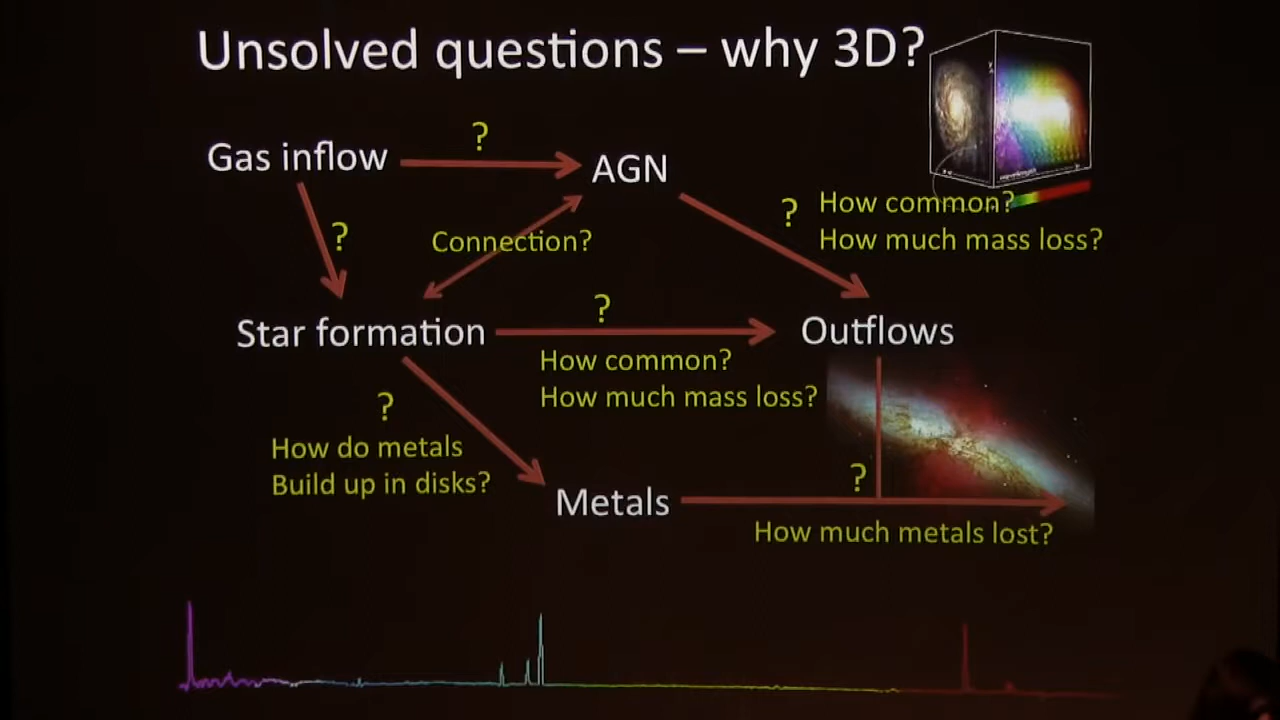 Unsolved questions – why 3D?
Gas inflow
?
AGN
?
Connection?
? How common?
How much mass loss?
Star formation
?
Outflows
How common?
How much mass loss?
?
How do metals
Build up in disks?
Metals
?
How much metals lost?